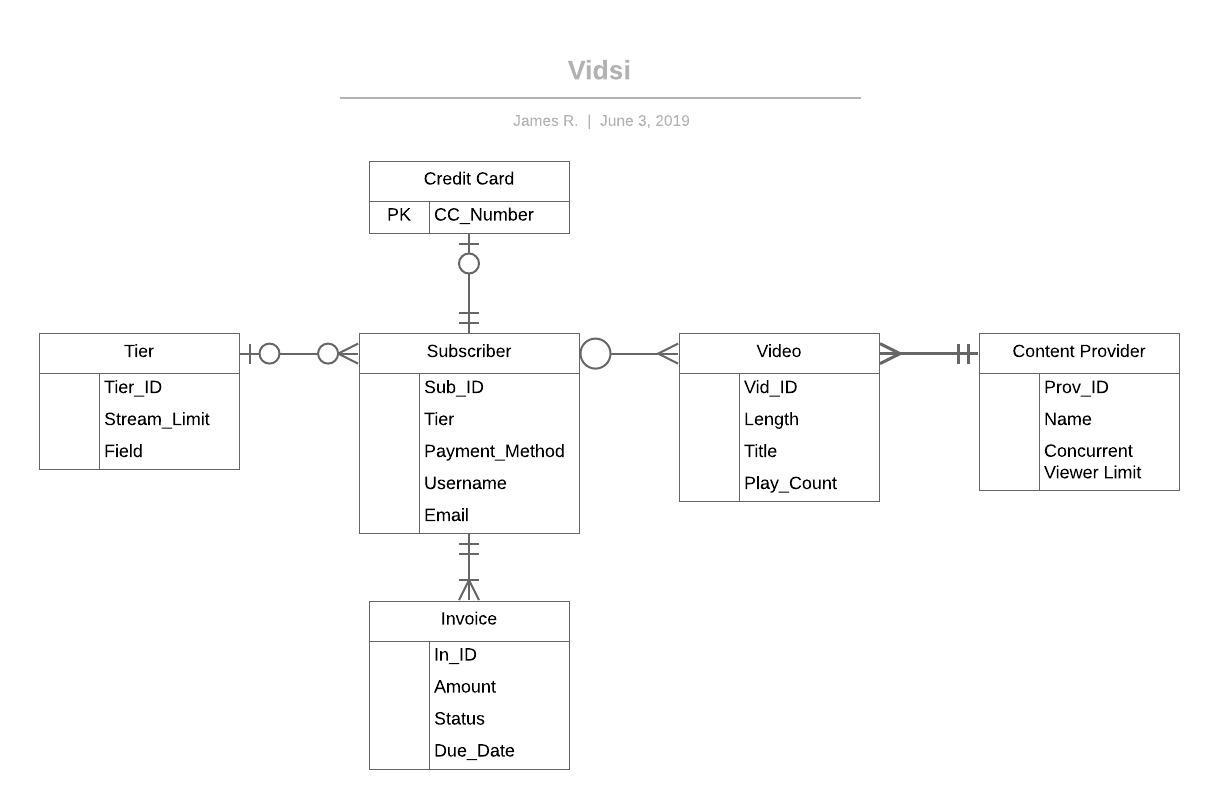 Vidsi
James R. | June 3, 2019
Credit Card
PK CC_Number
Tier
Tier_ID
Stream_Limit
Field
Subscriber
Sub_ID
Tier
Payment_Method
Username
Email
Video
Vid_ID
Length
Title
Play_Count
Content Provider
Prov_ID
Name
Concurrent
Viewer Limit
Invoice
In_ID
Amount
Status
Due_Date